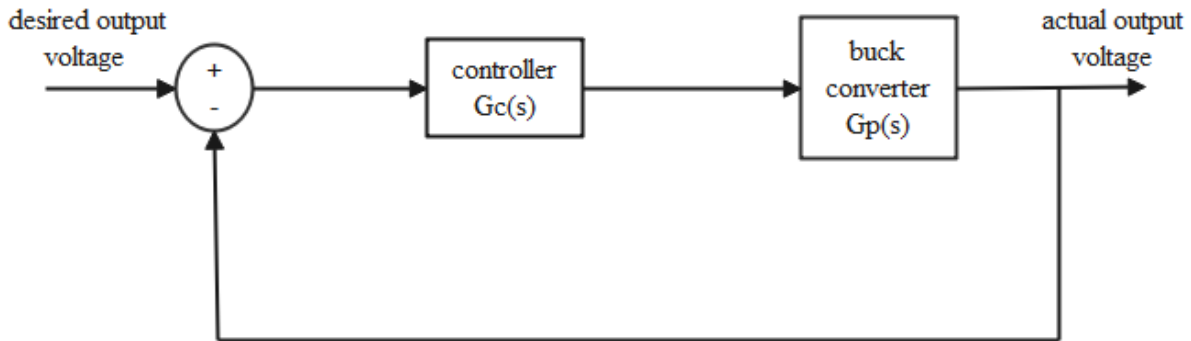 desired output
voltage
+
-
controller
Gc(s)
buck
converter
Gp(s)
actual output
voltage